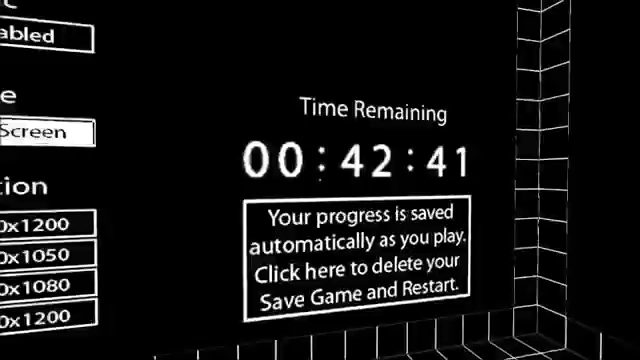 abled
e
Screen
tion
0x1200
0x1050
0x1080
0x1200
Time Remaining
00:42:41
Your progress is saved
automatically as you play.
Click here to delete your
Save Game and Restart.